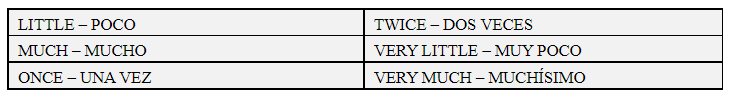 LITTLE – POCO
TWICE – DOS VECES
MUCH – MUCHO
VERY LITTLE – MUY POCO
ONCE – UNA VEZ
VERY MUCH – MUCHÍSIMO